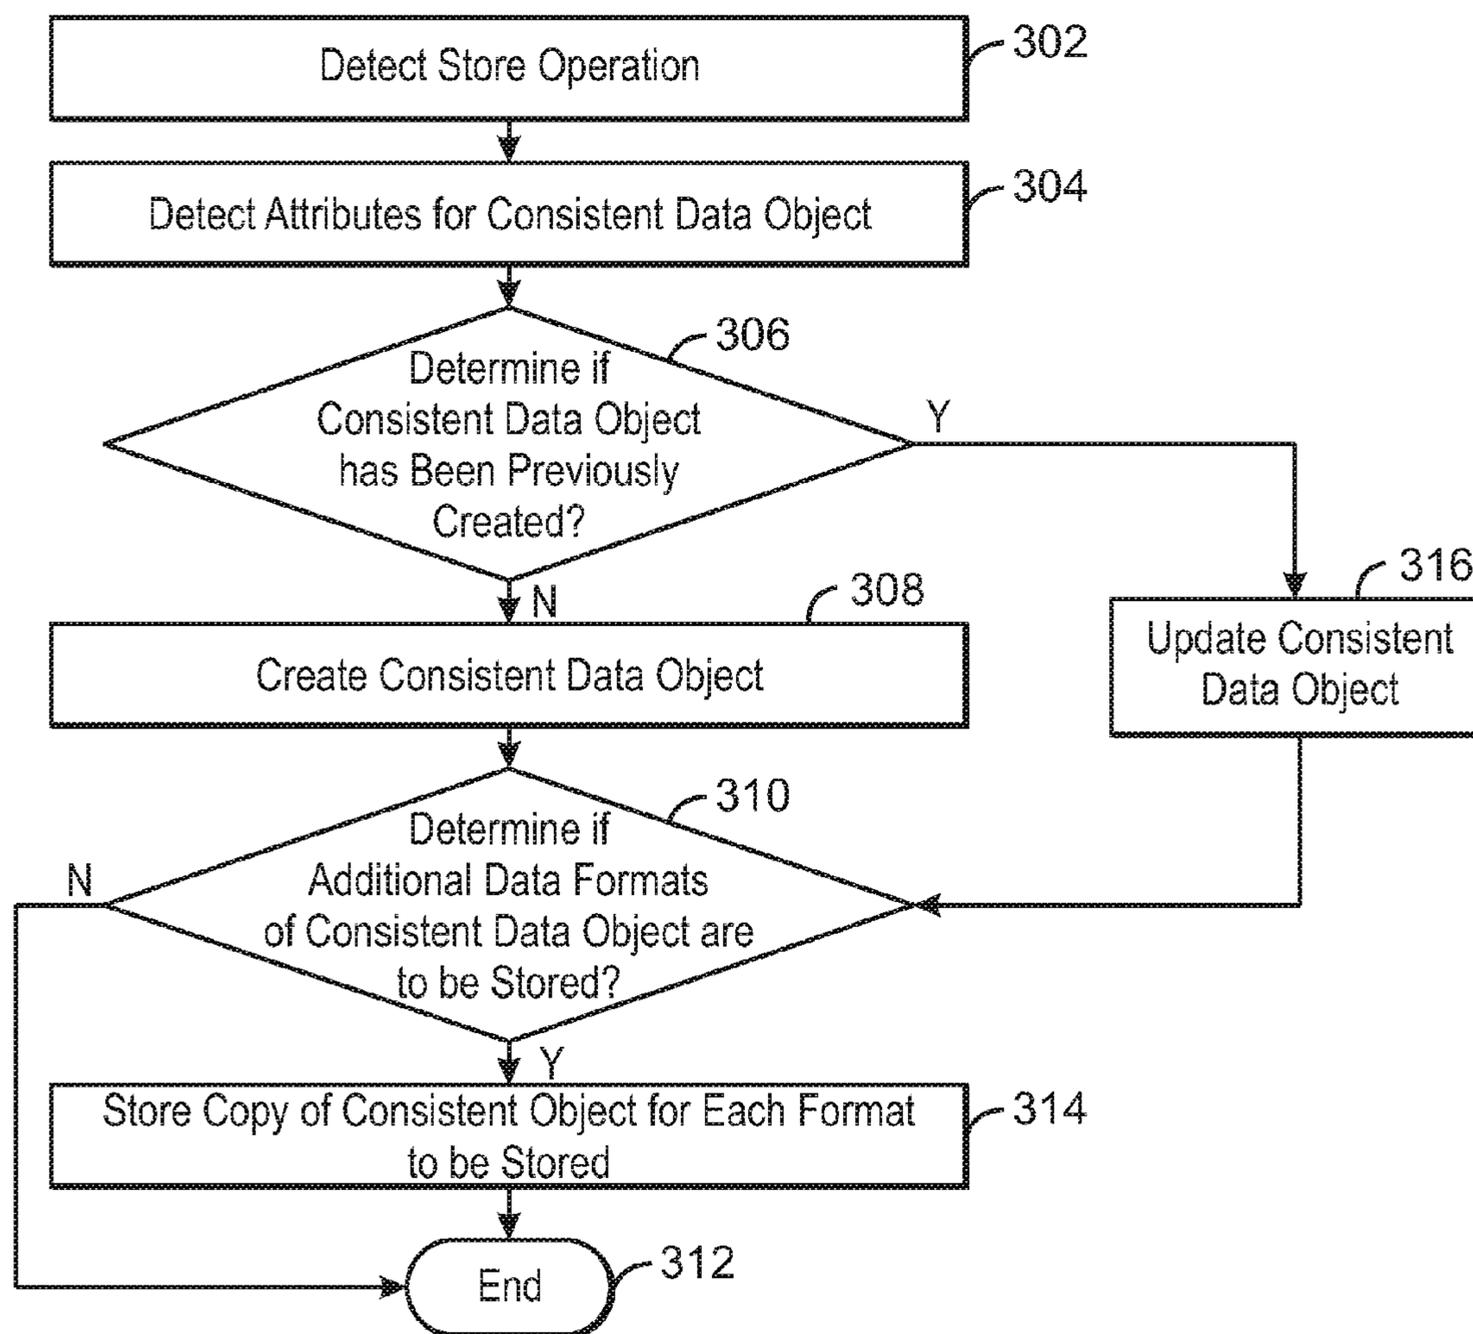 Detect Store Operation
302
Detect Attributes for Consistent Data Object
304
306
Determine if
Consistent Data Object
has Been Previously
Created?
Y
N
308
Create Consistent Data Object
316
Update Consistent
Data Object
310
Determine if
Additional Data Formats
of Consistent Data Object are
to be Stored?
N
Y
Store Copy of Consistent Object for Each Format
to be Stored
314
End
312